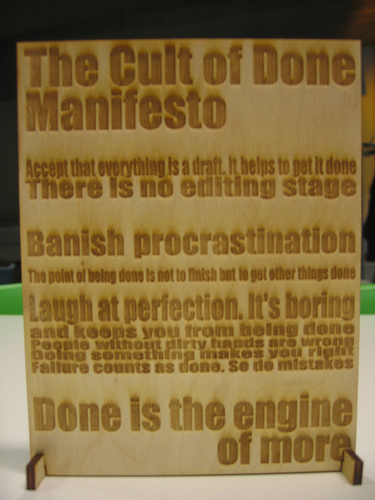 The Cult of Done
Manifesto
Accept that everything is a draft. It helps to get it done
There is no editing stage
Banish procrastination
The point of being done is not to finish but to get other things done
Laugh at perfection. It's boring
and keeps you from being done
People without dirty hands are wrong
Doing something makes you right
Failure counts as done. So do mistakes
Done is the engine
of more